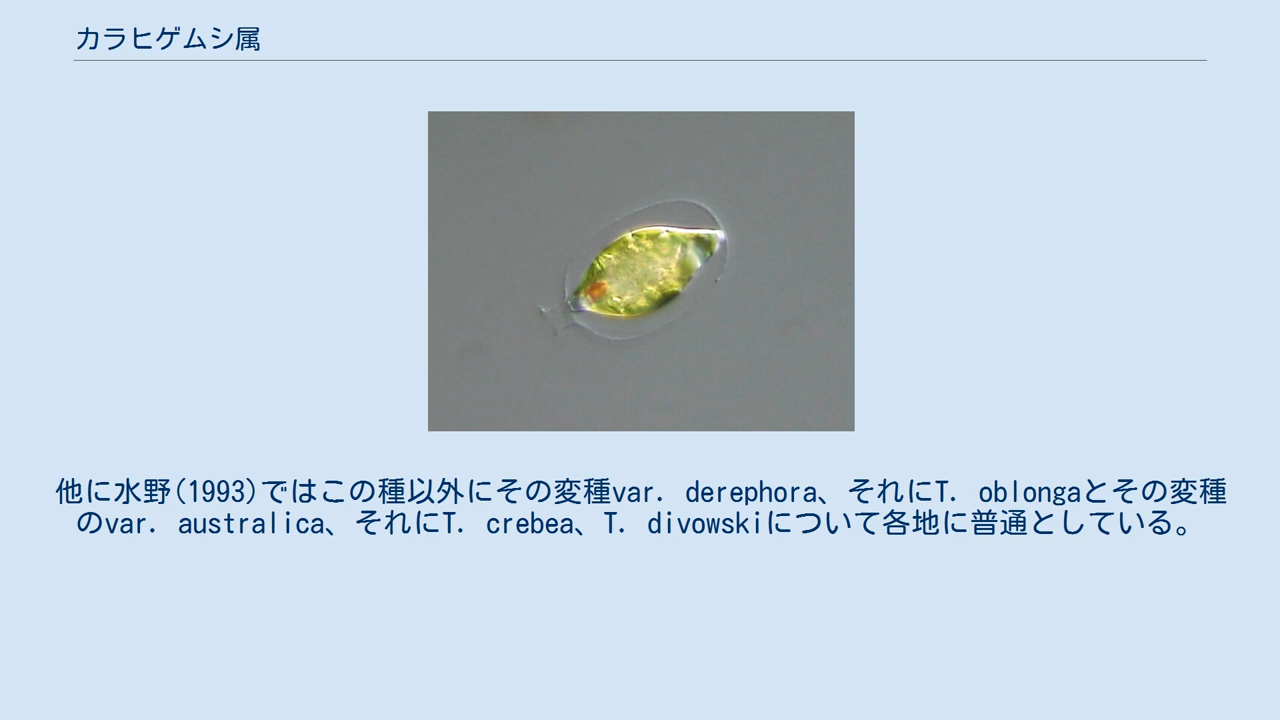 カラヒゲムシ属
他に水野(1993)ではこの種以外にその変種var. derephora、それにT. oblongaとその変種
のvar. australica、それにT. crebea、T. divowskiについて各地に普通としている。